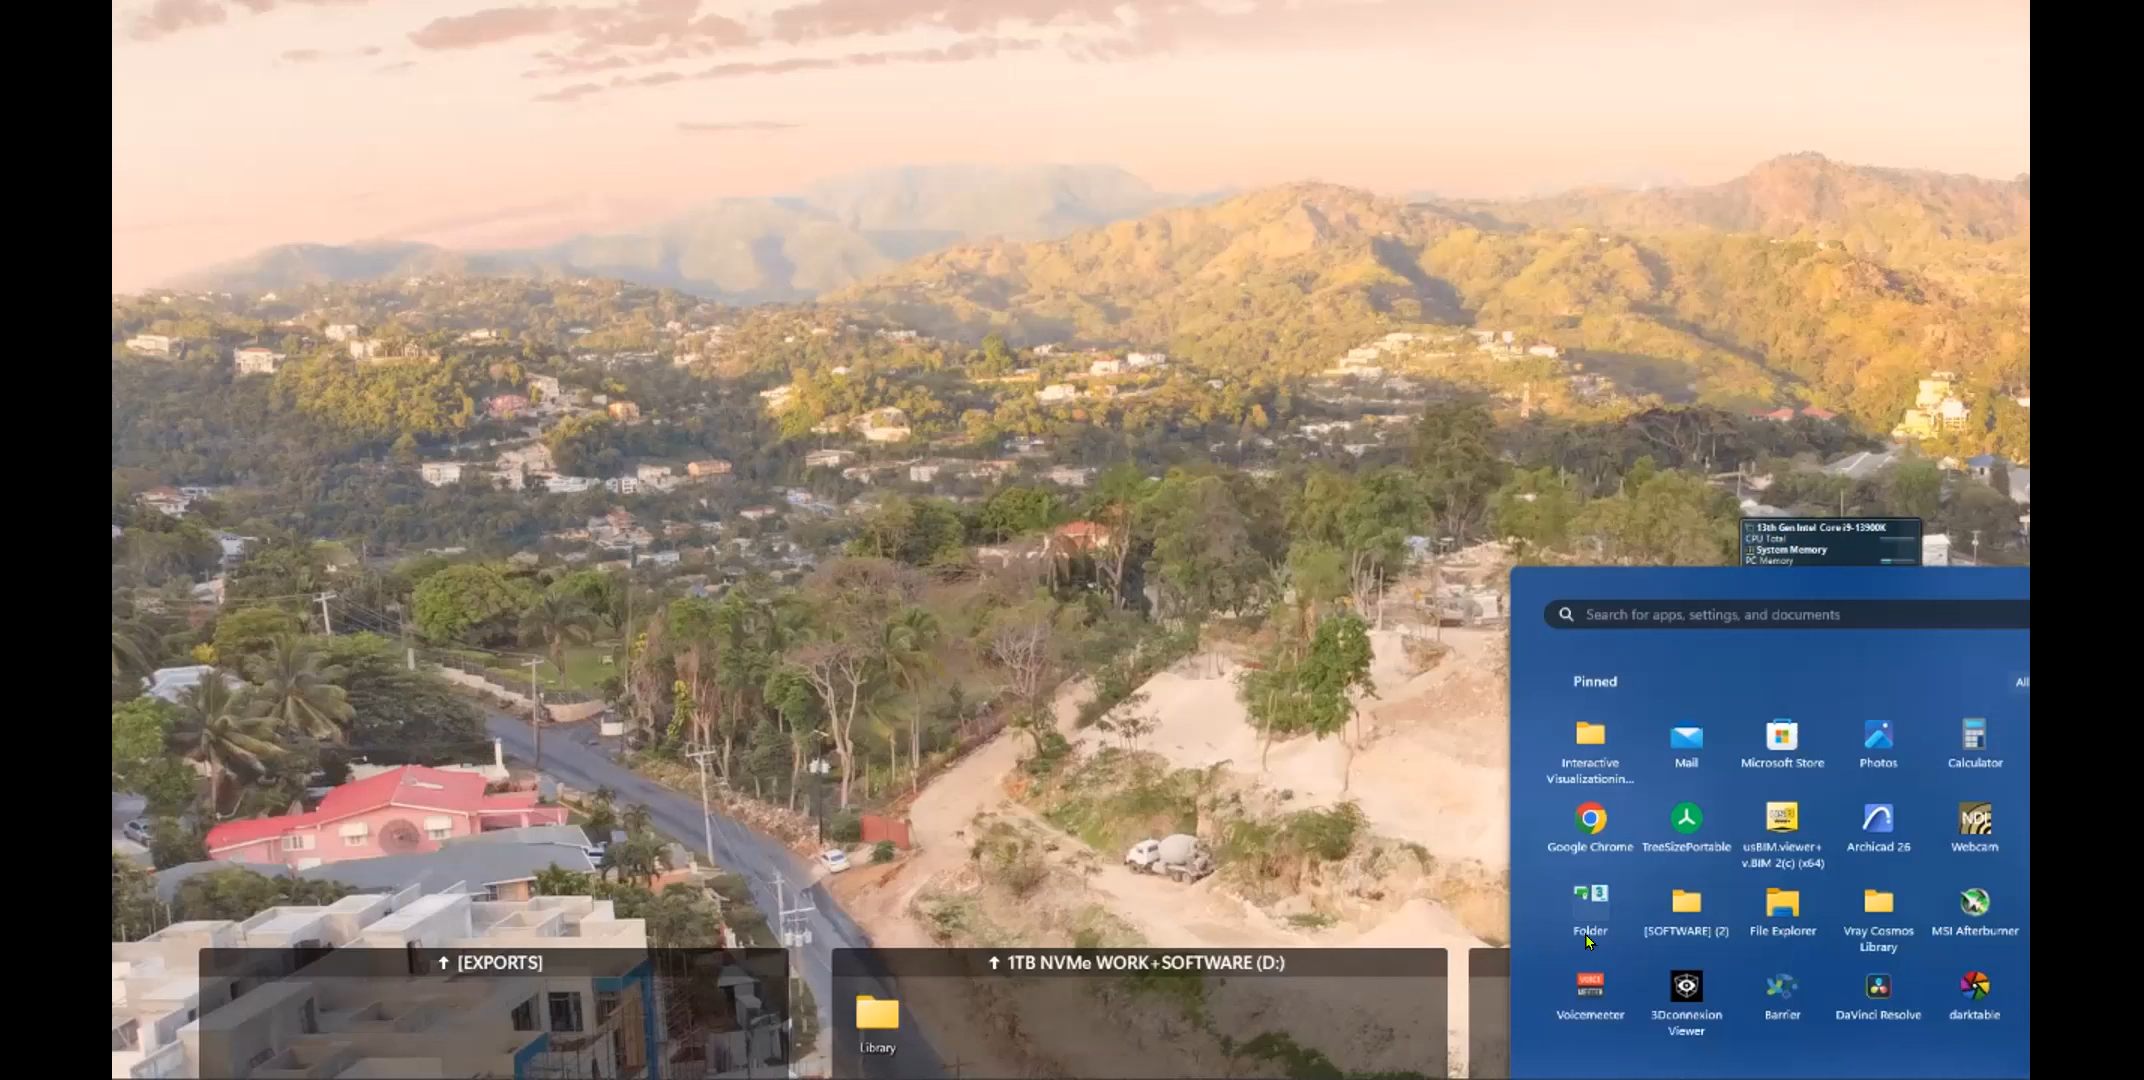 13th Gen Intel Core i9-13900K
CPU Total
System Memory
PC Memory
Search for apps, settings, and documents
Pinned
All
Interactive
Visualizationin...
Mail
Microsoft Store
Photos
Calculator
Google Chrome
TreeSizePortable
usBIM.viewer+
v.BIM 2(c) (x64)
Archicad 26
NDI
Webcam
Folder
[SOFTWARE] (2)
File Explorer
Vray Cosmos
Library
MSI Afterburner
Voicemeeter
3Dconnexion
Viewer
Barrier
DaVinci Resolve
darktable
↑ [EXPORTS]
↑ 1TB NVMe WORK+SOFTWARE (D:)
Library